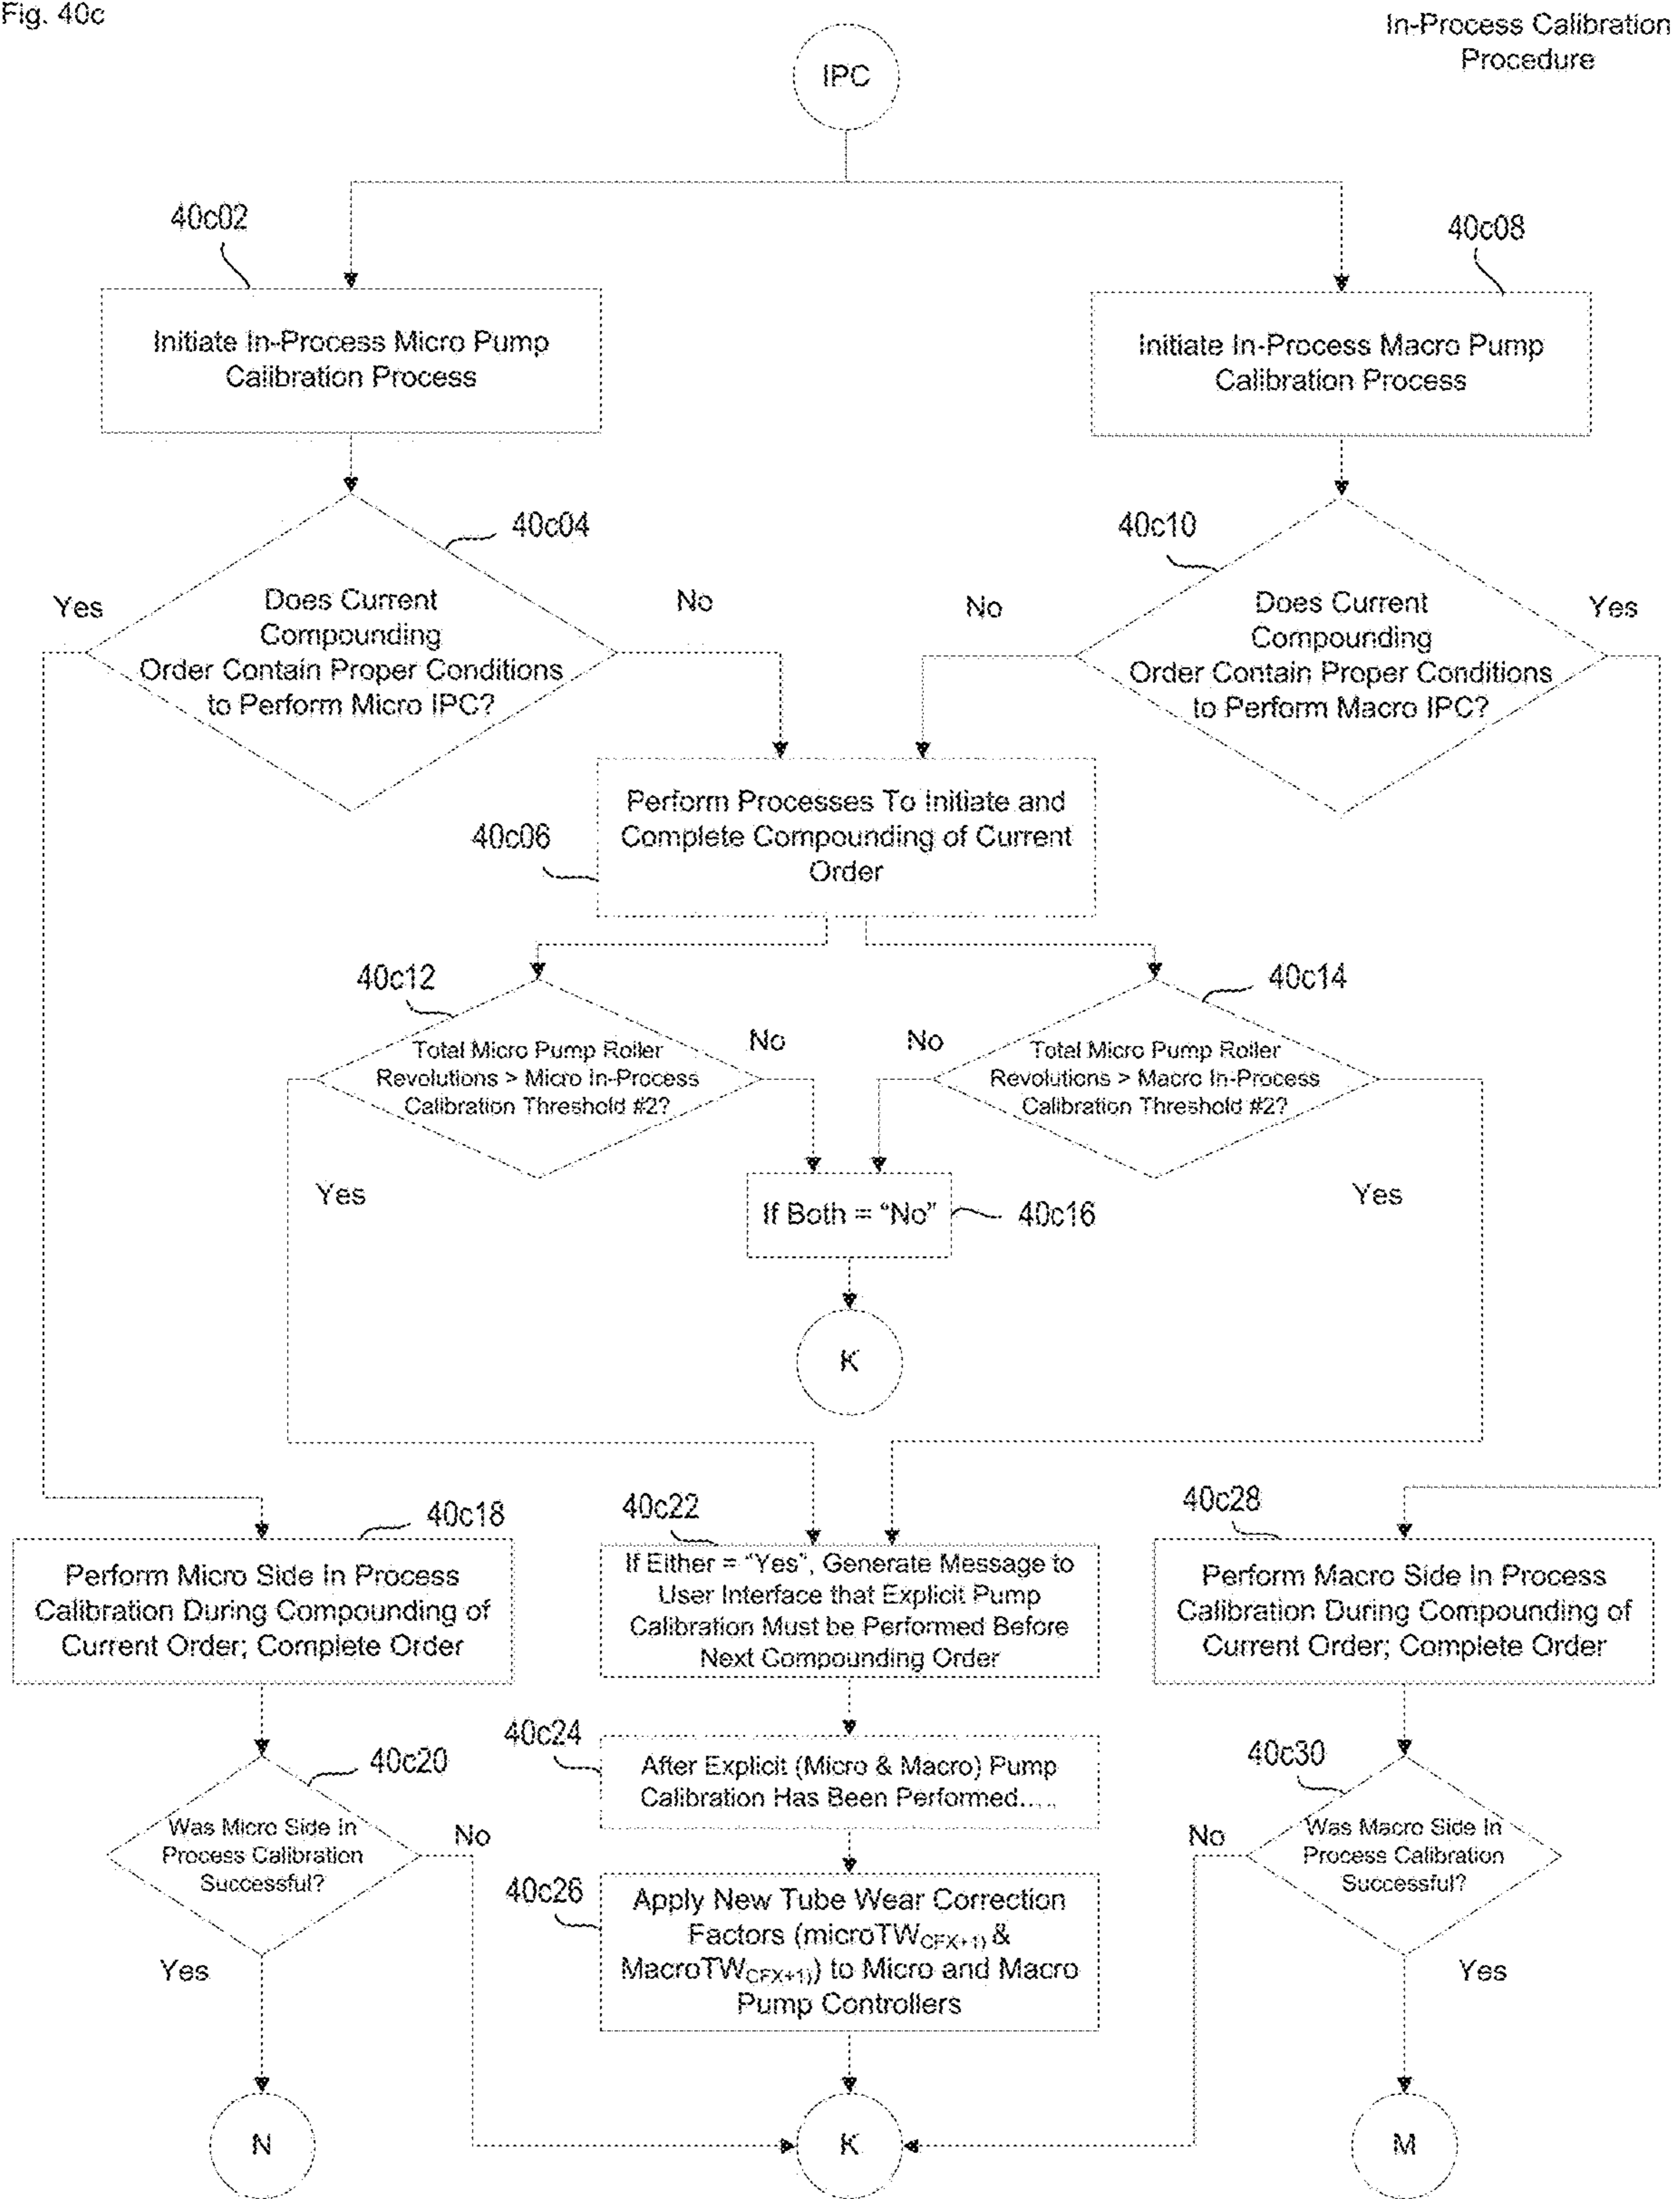 Fig. 40c
In-Process Calibration
Procedure
IPC
40c02
40c08
Initiate In-Process Micro Pump
Calibration Process
Initiate In-Process Macro Pump
Calibration Process
40c04
40c10
Yes
Does Current
Compounding
Order Contain Proper Conditions
to Perform Micro IPC?
No
No
Does Current
Compounding
Order Contain Proper Conditions
to Perform Macro IPC?
Yes
40c06
Perform Processes To Initiate and
Complete Compounding of Current
Order
40c12
40c14
Total Micro Pump Roller
Revolutions > Micro In-Process
Calibration Threshold #2?
No
No
Total Micro Pump Roller
Revolutions > Macro In-Process
Calibration Threshold #2?
Yes
If Both = “No”
40c16
Yes
K
40c18
40c22
40c28
Perform Micro Side In Process
Calibration During Compounding of
Current Order; Complete Order
If Either = “Yes”, Generate Message to
User Interface that Explicit Pump
Calibration Must be Performed Before
Next Compounding Order
Perform Macro Side In Process
Calibration During Compounding of
Current Order; Complete Order
40c20
40c24
After Explicit (Micro & Macro) Pump
Calibration Has Been Performed.....
40c30
Was Micro Side In
Process Calibration
Successful?
No
40c26
Apply New Tube Wear Correction
Factors (microTWCFX+1) &
MacroTWCFX+1)) to Micro and Macro
Pump Controllers
No
Was Macro Side In
Process Calibration
Successful?
Yes
Yes
N
K
M